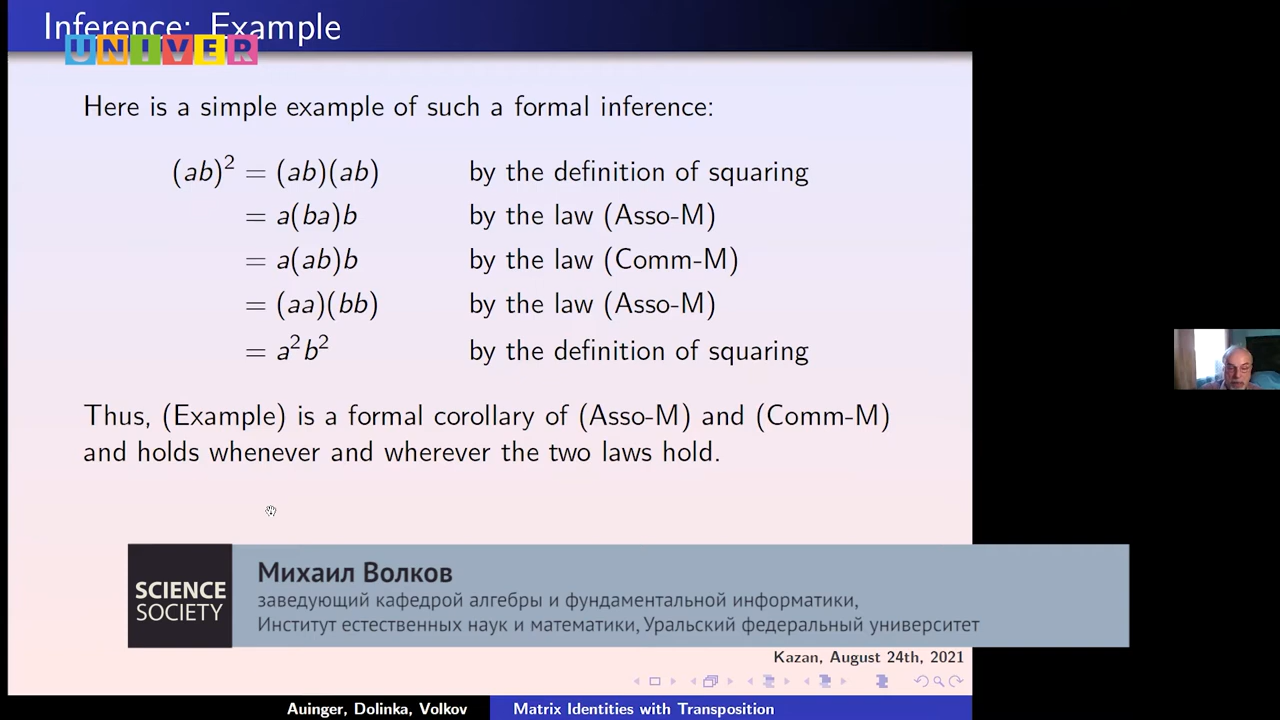 Inference: Example
UNIVER
Here is a simple example of such a formal inference:
(ab)² = (ab)(ab) by the definition of squaring
= a(ba)b by the law (Asso-M)
= a(ab)b by the law (Comm-M)
= (aa)(bb) by the law (Asso-M)
= a²b² by the definition of squaring
Thus, (Example) is a formal corollary of (Asso-M) and (Comm-M)
and holds whenever and wherever the two laws hold.
SCIENCE
SOCIETY
Михаил Волков
заведующий кафедрой алгебры и фундаментальной информатики,
Институт естественных наук и математики, Уральский федеральный университет
Kazan, August 24th, 2021
Auinger, Dolinka, Volkov Matrix Identities with Transposition